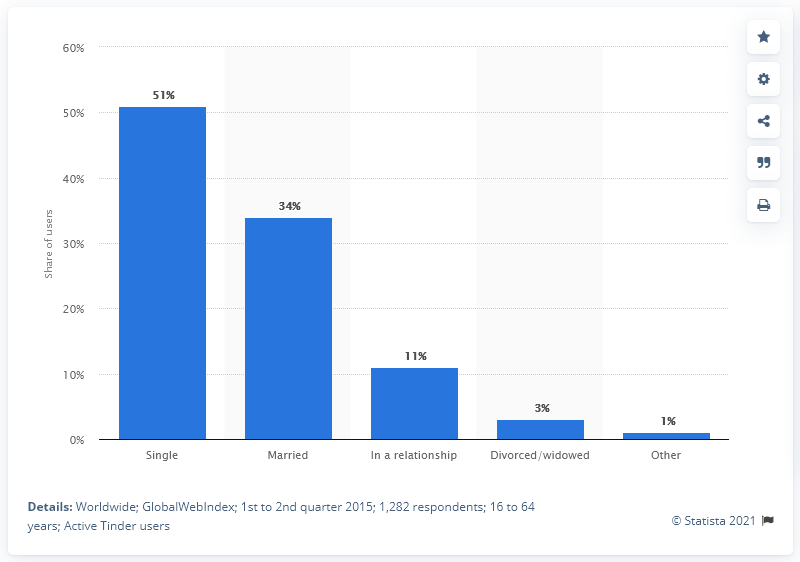 60%
51%
50%
40%
34%
30%
Share of users
20%
11%
10%
3%
1%
0%
Single
Married
In a relationship
Divorced/widowed
Other
Details: Worldwide; GlobalWebIndex; 1st to 2nd quarter 2015; 1,282 respondents; 16 to 64
years; Active Tinder users
© Statista 2021